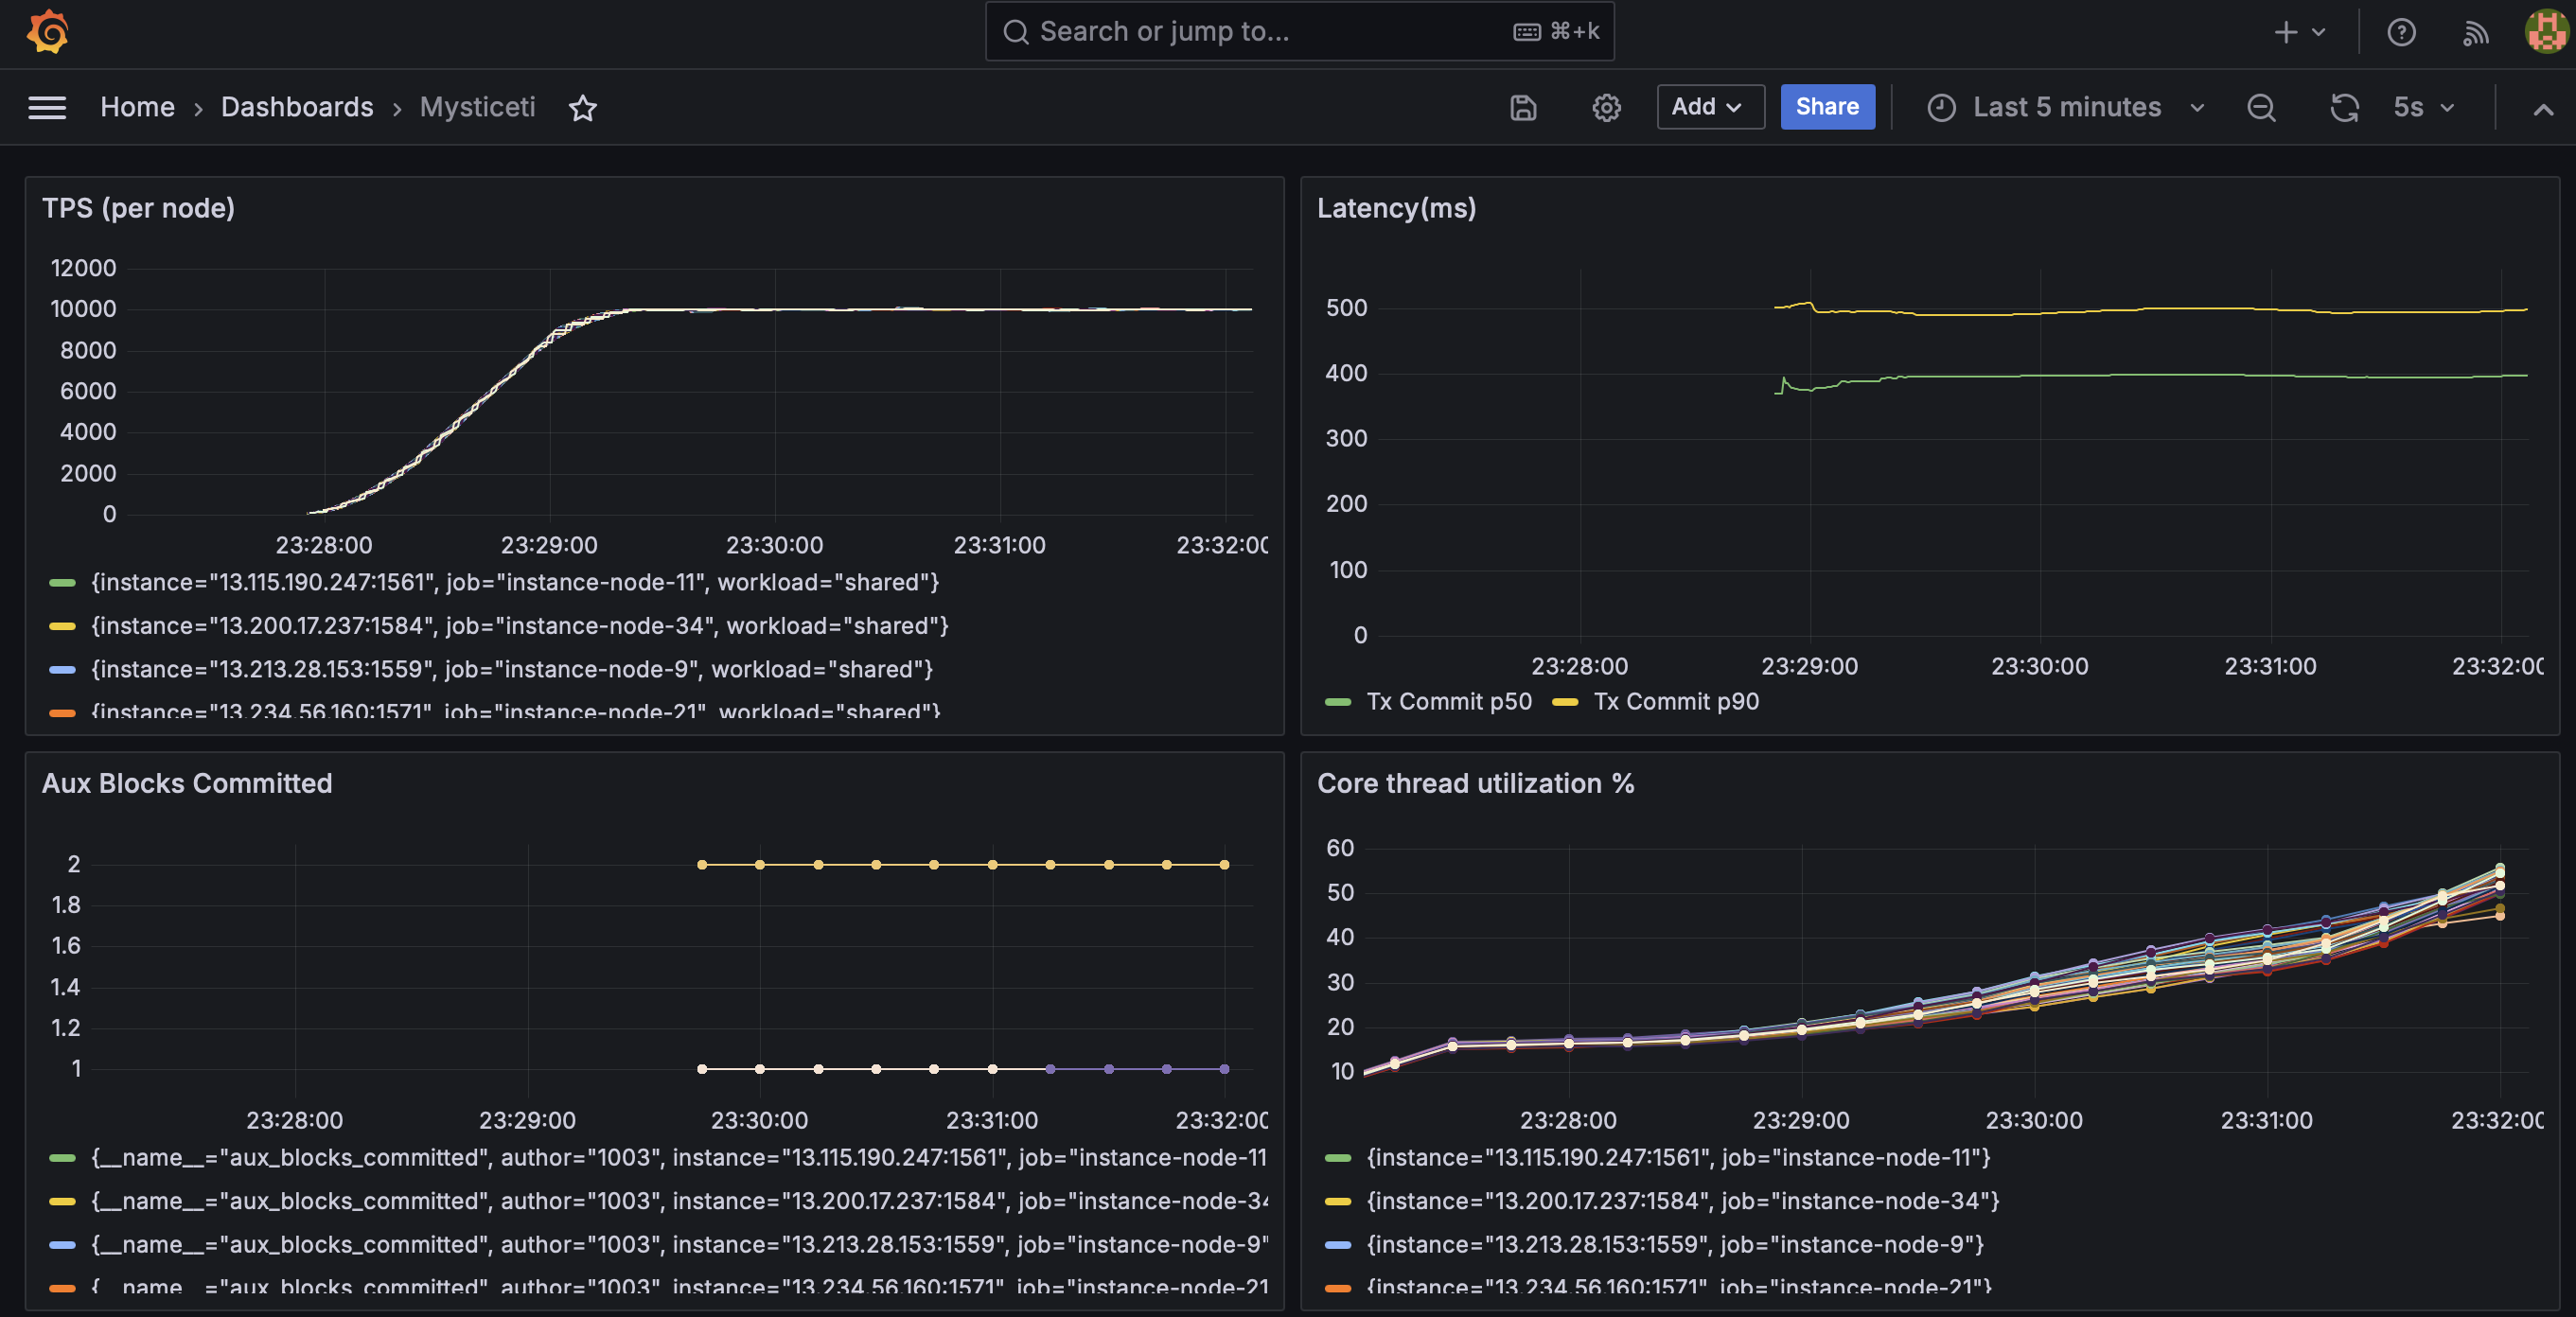 Search or jump to... ⌘+k
Home › Dashboards › Mysticeti Add Share Last 5 minutes 5s
TPS (per node)
12000
10000
8000
6000
4000
2000
0
23:28:00 23:29:00 23:30:00 23:31:00 23:32:00
{instance="13.115.190.247:1561", job="instance-node-11", workload="shared"}
{instance="13.200.17.237:1584", job="instance-node-34", workload="shared"}
{instance="13.213.28.153:1559", job="instance-node-9", workload="shared"}
{instance="13.234.56.160:1571", job="instance-node-21", workload="shared"}
Latency(ms)
500
400
300
200
100
0
23:28:00 23:29:00 23:30:00 23:31:00 23:32:00
Tx Commit p50 Tx Commit p90
Aux Blocks Committed
2
1.8
1.6
1.4
1.2
1
23:28:00 23:29:00 23:30:00 23:31:00 23:32:00
{__name__="aux_blocks_committed", author="1003", instance="13.115.190.247:1561", job="instance-node-11
{__name__="aux_blocks_committed", author="1003", instance="13.200.17.237:1584", job="instance-node-34
{__name__="aux_blocks_committed", author="1003", instance="13.213.28.153:1559", job="instance-node-9"
{__name__="aux_blocks_committed", author="1003", instance="13.234.56.160:1571", job="instance-node-21
Core thread utilization %
60
50
40
30
20
10
23:28:00 23:29:00 23:30:00 23:31:00 23:32:00
{instance="13.115.190.247:1561", job="instance-node-11"}
{instance="13.200.17.237:1584", job="instance-node-34"}
{instance="13.213.28.153:1559", job="instance-node-9"}
{instance="13.234.56.160:1571", job="instance-node-21"}